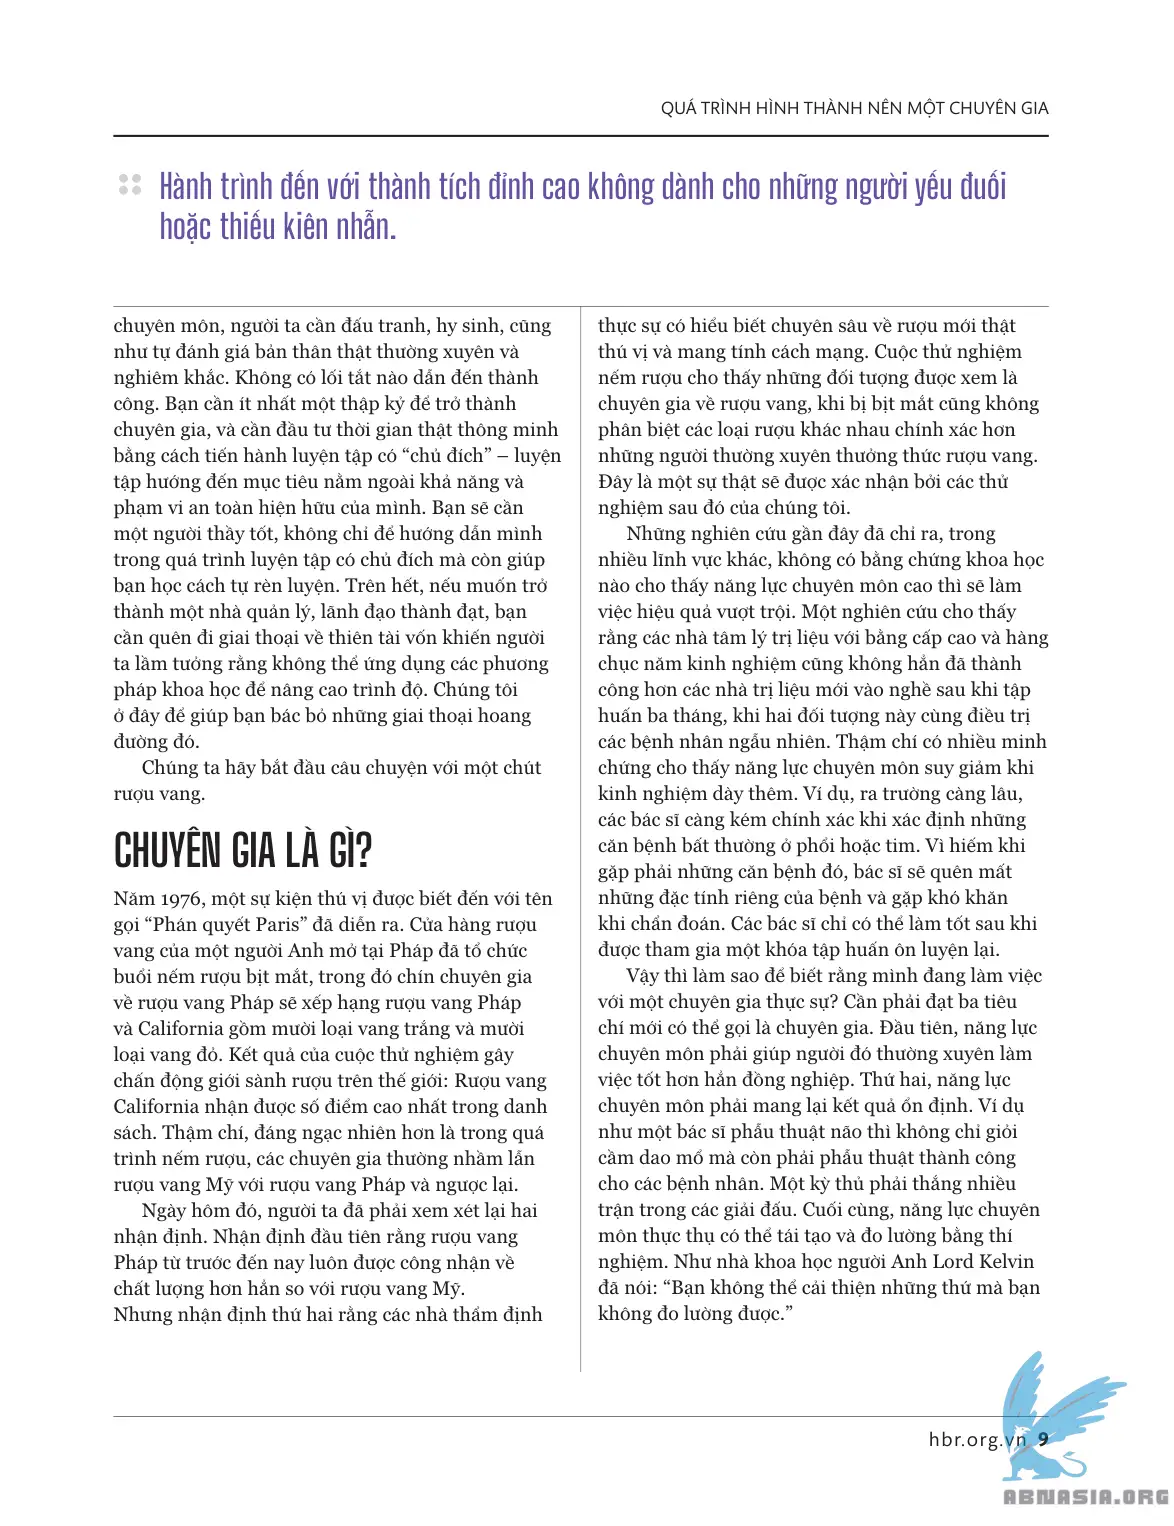 QUÁ TRÌNH HÌNH THÀNH NÊN MỘT CHUYÊN GIA
Hành trình đến với thành tích đỉnh cao không dành cho những người yếu đuối
hoặc thiếu kiên nhẫn.
chuyên môn, người ta cần đấu tranh, hy sinh, cũng
như tự đánh giá bản thân thật thường xuyên và
nghiêm khắc. Không có lối tắt nào dẫn đến thành
công. Bạn cần ít nhất một thập kỷ để trở thành
chuyên gia, và cần đầu tư thời gian thật thông minh
bằng cách tiến hành luyện tập có “chủ đích” – luyện
tập hướng đến mục tiêu nằm ngoài khả năng và
phạm vi an toàn hiện hữu của mình. Bạn sẽ cần
một người thầy tốt, không chỉ để hướng dẫn mình
trong quá trình luyện tập có chủ đích mà còn giúp
bạn học cách tự rèn luyện. Trên hết, nếu muốn trở
thành một nhà quản lý, lãnh đạo thành đạt, bạn
cần quên đi giai thoại về thiên tài vốn khiến người
ta lầm tưởng rằng không thể ứng dụng các phương
pháp khoa học để nâng cao trình độ. Chúng tôi
ở đây để giúp bạn bác bỏ những giai thoại hoang
đường đó.
Chúng ta hãy bắt đầu câu chuyện với một chút
rượu vang.
CHUYÊN GIA LÀ GÌ?
Năm 1976, một sự kiện thú vị được biết đến với tên
gọi “Phán quyết Paris” đã diễn ra. Cửa hàng rượu
vang của một người Anh mở tại Pháp đã tổ chức
buổi nếm rượu bịt mắt, trong đó chín chuyên gia
về rượu vang Pháp sẽ xếp hạng rượu vang Pháp
và California gồm mười loại vang trắng và mười
loại vang đỏ. Kết quả của cuộc thử nghiệm gây
chấn động giới sành rượu trên thế giới: Rượu vang
California nhận được số điểm cao nhất trong danh
sách. Thậm chí, đáng ngạc nhiên hơn là trong quá
trình nếm rượu, các chuyên gia thường nhầm lẫn
rượu vang Mỹ với rượu vang Pháp và ngược lại.
Ngày hôm đó, người ta đã phải xem xét lại hai
nhận định. Nhận định đầu tiên rằng rượu vang
Pháp từ trước đến nay luôn được công nhận về
chất lượng hơn hẳn so với rượu vang Mỹ.
Nhưng nhận định thứ hai rằng các nhà thẩm định
thực sự có hiểu biết chuyên sâu về rượu mới thật
thú vị và mang tính cách mạng. Cuộc thử nghiệm
nếm rượu cho thấy những đối tượng được xem là
chuyên gia về rượu vang, khi bị bịt mắt cũng không
phân biệt các loại rượu khác nhau chính xác hơn
những người thường xuyên thưởng thức rượu vang.
Đây là một sự thật sẽ được xác nhận bởi các thử
nghiệm sau đó của chúng tôi.
Những nghiên cứu gần đây đã chỉ ra, trong
nhiều lĩnh vực khác, không có bằng chứng khoa học
nào cho thấy năng lực chuyên môn cao thì sẽ làm
việc hiệu quả vượt trội. Một nghiên cứu cho thấy
rằng các nhà tâm lý trị liệu với bằng cấp cao và hàng
chục năm kinh nghiệm cũng không hẳn đã thành
công hơn các nhà trị liệu mới vào nghề sau khi tập
huấn ba tháng, khi hai đối tượng này cùng điều trị
các bệnh nhân ngẫu nhiên. Thậm chí có nhiều minh
chứng cho thấy năng lực chuyên môn suy giảm khi
kinh nghiệm dày thêm. Ví dụ, ra trường càng lâu,
các bác sĩ càng kém chính xác khi xác định những
căn bệnh bất thường ở phổi hoặc tim. Vì hiếm khi
gặp phải những căn bệnh đó, bác sĩ sẽ quên mất
những đặc tính riêng của bệnh và gặp khó khăn
khi chẩn đoán. Các bác sĩ chỉ có thể làm tốt sau khi
được tham gia một khóa tập huấn ôn luyện lại.
Vậy thì làm sao để biết rằng mình đang làm việc
với một chuyên gia thực sự? Cần phải đạt ba tiêu
chí mới có thể gọi là chuyên gia. Đầu tiên, năng lực
chuyên môn phải giúp người đó thường xuyên làm
việc tốt hơn hẳn đồng nghiệp. Thứ hai, năng lực
chuyên môn phải mang lại kết quả ổn định. Ví dụ
như một bác sĩ phẫu thuật não thì không chỉ giỏi
cầm dao mổ mà còn phải phẫu thuật thành công
cho các bệnh nhân. Một kỳ thủ phải thắng nhiều
trận trong các giải đấu. Cuối cùng, năng lực chuyên
môn thực thụ có thể tái tạo và đo lường bằng thí
nghiệm. Như nhà khoa học người Anh Lord Kelvin
đã nói: “Bạn không thể cải thiện những thứ mà bạn
không đo lường được.”
hbr.org.vn 9
ABNASIA.ORG